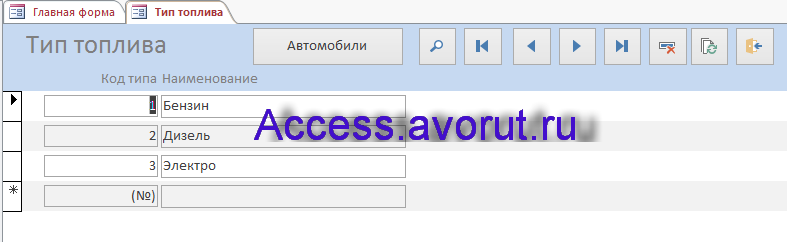 Главная форма Тип топлива
Тип топлива Автомобили
Код типа Наименование
1 Бензин
Access.avorut.ru
2 Дизель
3 Электро
* (№)